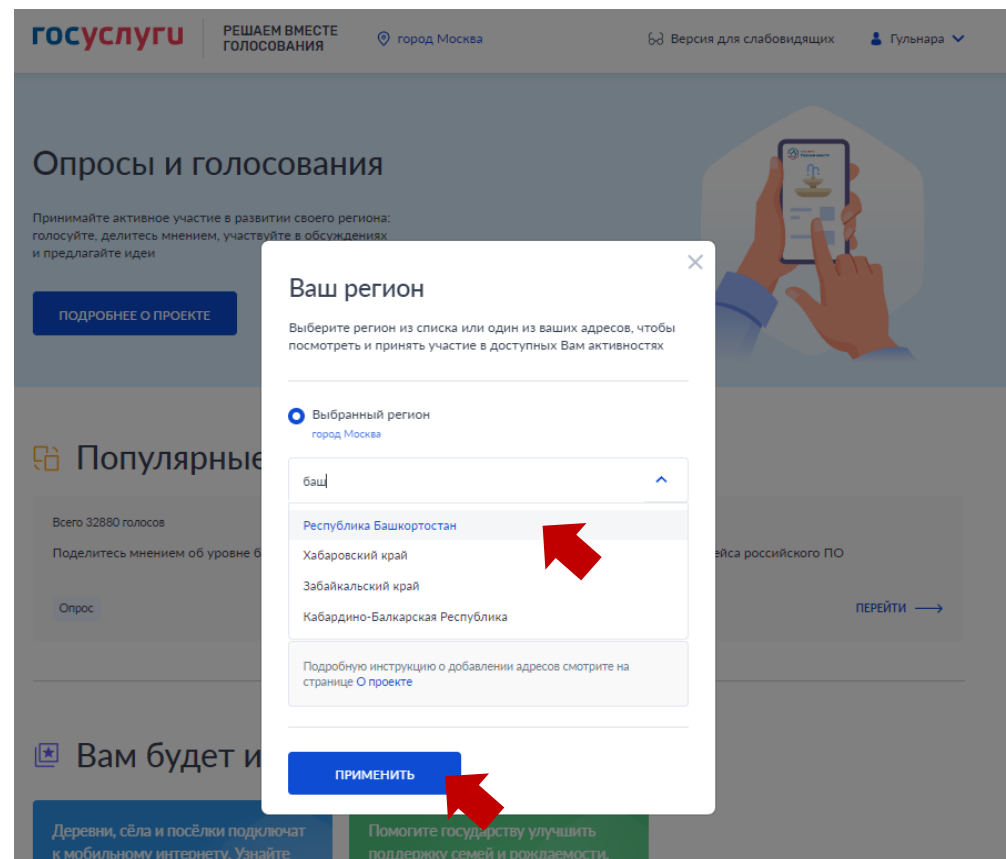 госуслуги
РЕШАЕМ ВМЕСТЕ
ГОЛОСОВАНИЯ
город Москва
Версия для слабовидящих
Гульнара
Опросы и голосования
Принимайте активное участие в развитии своего региона:
голосуйте, делитесь мнением, участвуйте в обсуждениях
и предлагайте идеи
ПОДРОБНЕЕ О ПРОЕКТЕ
Ваш регион
Выберите регион из списка или один из ваших адресов, чтобы
посмотреть и принять участие в доступных Вам активностях
Выбранный регион
город Москва
баш
Республика Башкортостан
Хабаровский край
Забайкальский край
Кабардино-Балкарская Республика
Подробную инструкцию о добавлении адресов смотрите на
странице О проекте
ПРИМЕНИТЬ
Популярные
Всего 32880 голосов
Поделитесь мнением об уровне б
ейса российского ПО
Опрос
ПЕРЕЙТИ
Вам будет и
Деревни, сёла и посёлки подключат
к мобильному интернету. Узнайте
Помогите государству улучшить
поддержку семей и рождаемости.